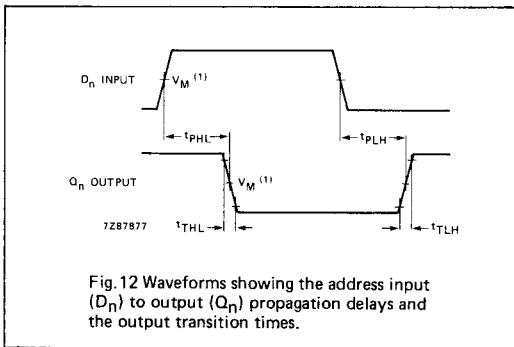 Dn INPUT
VM (1)
tPHL
tPLH
Qn OUTPUT
VM (1)
7Z87877
tTHL
tTLH
Fig.12 Waveforms showing the address input
(Dn) to output (Qn) propagation delays and
the output transition times.